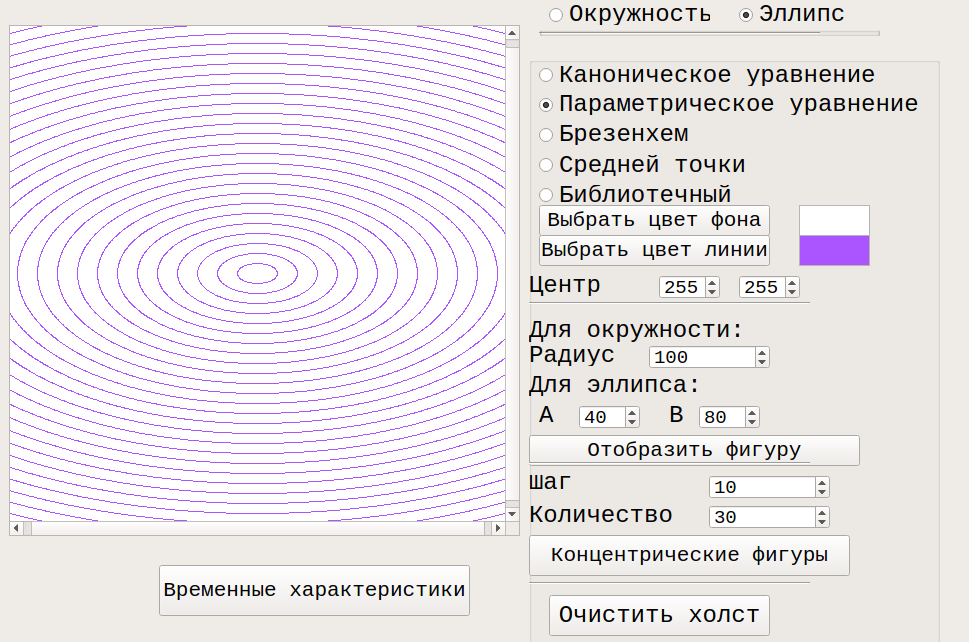 Окружность Эллипс
Каноническое уравнение
Параметрическое уравнение
Брезенхем
Средней точки
Библиотечный
Выбрать цвет фона
Выбрать цвет линии
Центр 255 255
Для окружности:
Радиус 100
Для эллипса:
A 40 B 80
Отобразить фигуру
Шаг 10
Количество 30
Концентрические фигуры
Временные характеристики
Очистить холст